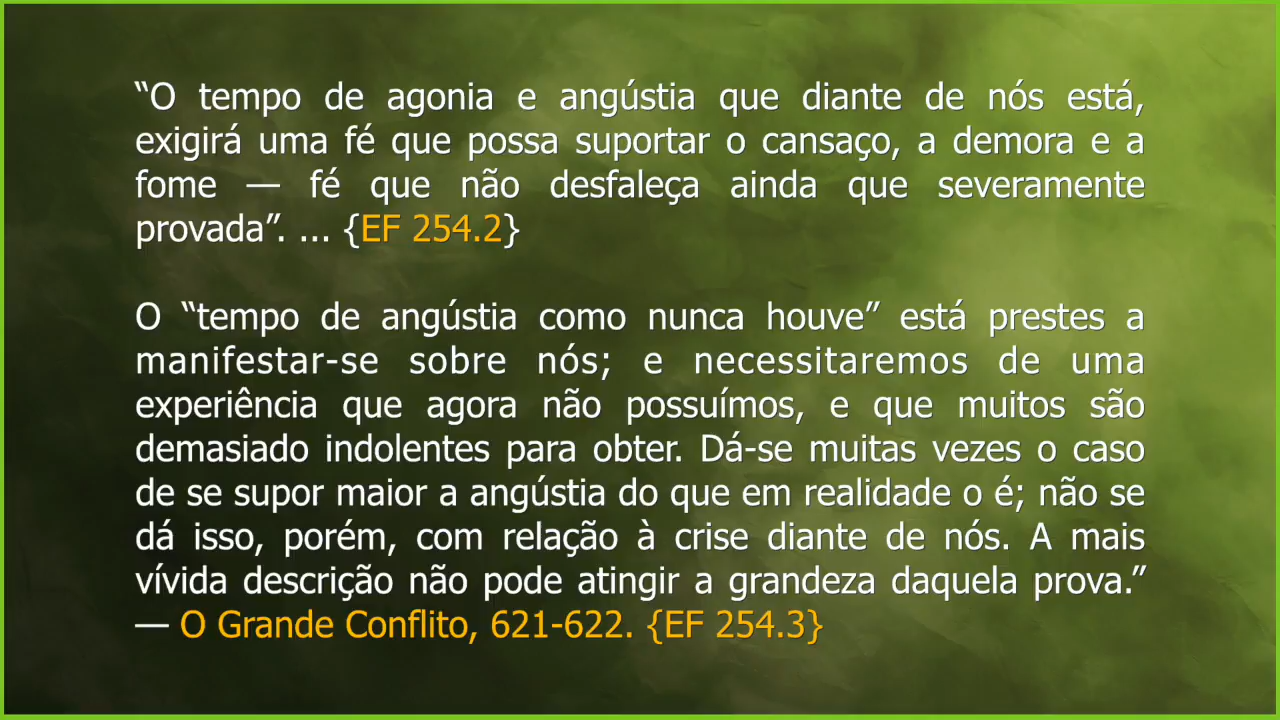 “O tempo de agonia e angústia que diante de nós está,
exigirá uma fé que possa suportar o cansaço, a demora e a
fome — fé que não desfaleça ainda que severamente
provada”. ... {EF 254.2}
O “tempo de angústia como nunca houve” está prestes a
manifestar-se sobre nós; e necessitaremos de uma
experiência que agora não possuímos, e que muitos são
demasiado indolentes para obter. Dá-se muitas vezes o caso
de se supor maior a angústia do que em realidade o é; não se
dá isso, porém, com relação à crise diante de nós. A mais
vívida descrição não pode atingir a grandeza daquela prova.”
— O Grande Conflito, 621-622. {EF 254.3}